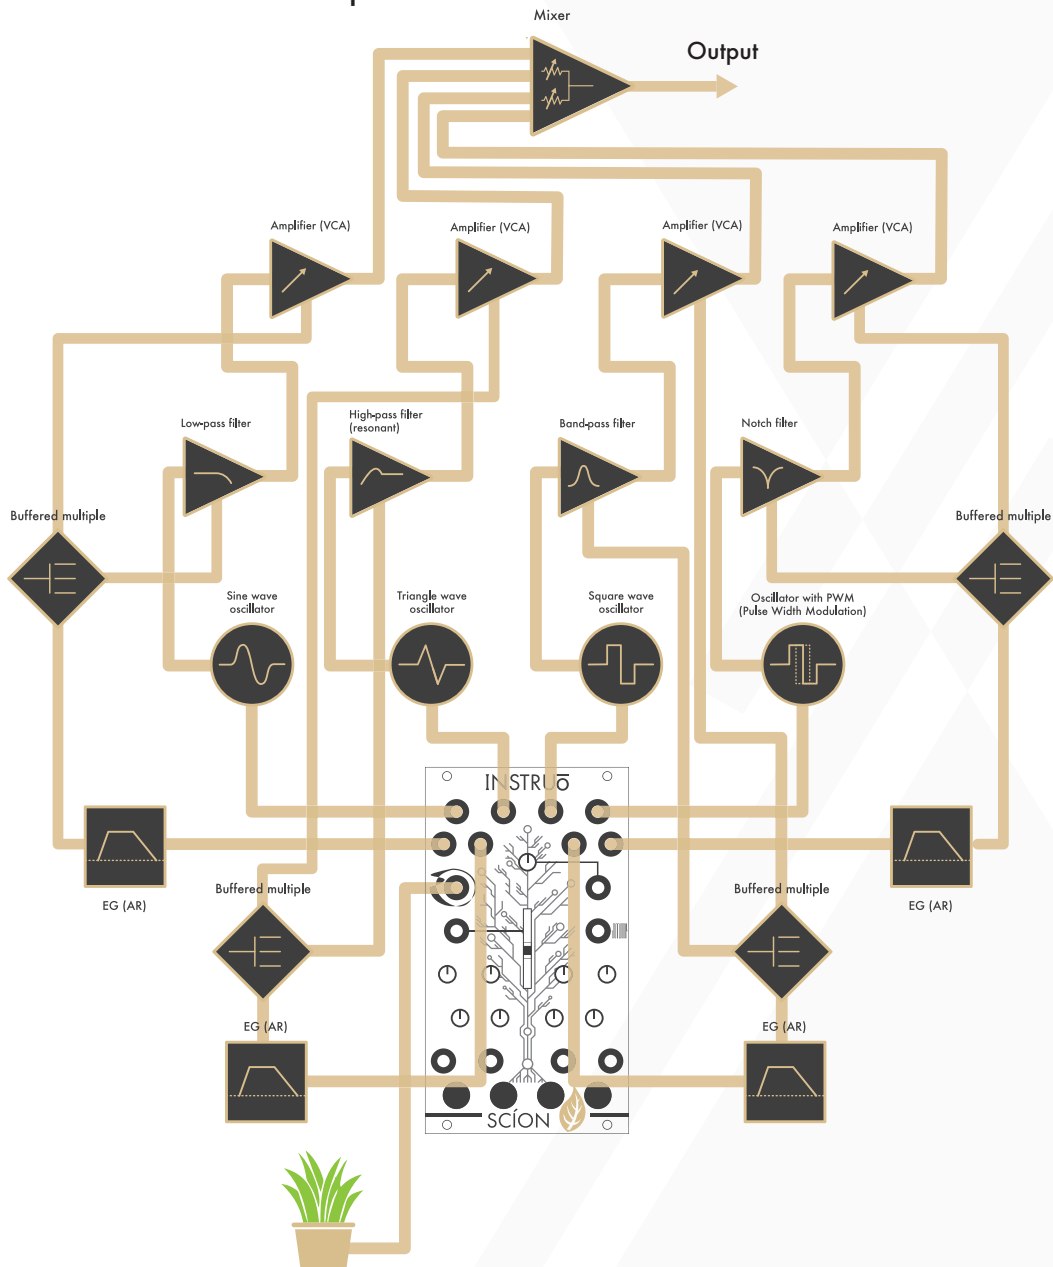 Mixer
Output
Amplifier (VCA)
Amplifier (VCA)
Amplifier (VCA)
Amplifier (VCA)
Low-pass filter
High-pass filter
(resonant)
Band-pass filter
Notch filter
Buffered multiple
Buffered multiple
Sine wave
oscillator
Triangle wave
oscillator
Square wave
oscillator
Oscillator with PWM
(Pulse Width Modulation)
INSTRUō
EG (AR)
EG (AR)
Buffered multiple
Buffered multiple
EG (AR)
EG (AR)
SCÍON